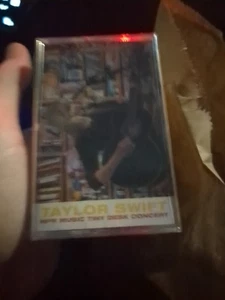 TAYLOR SWIFT
NPR MUSIC TINY DESK CONCERT